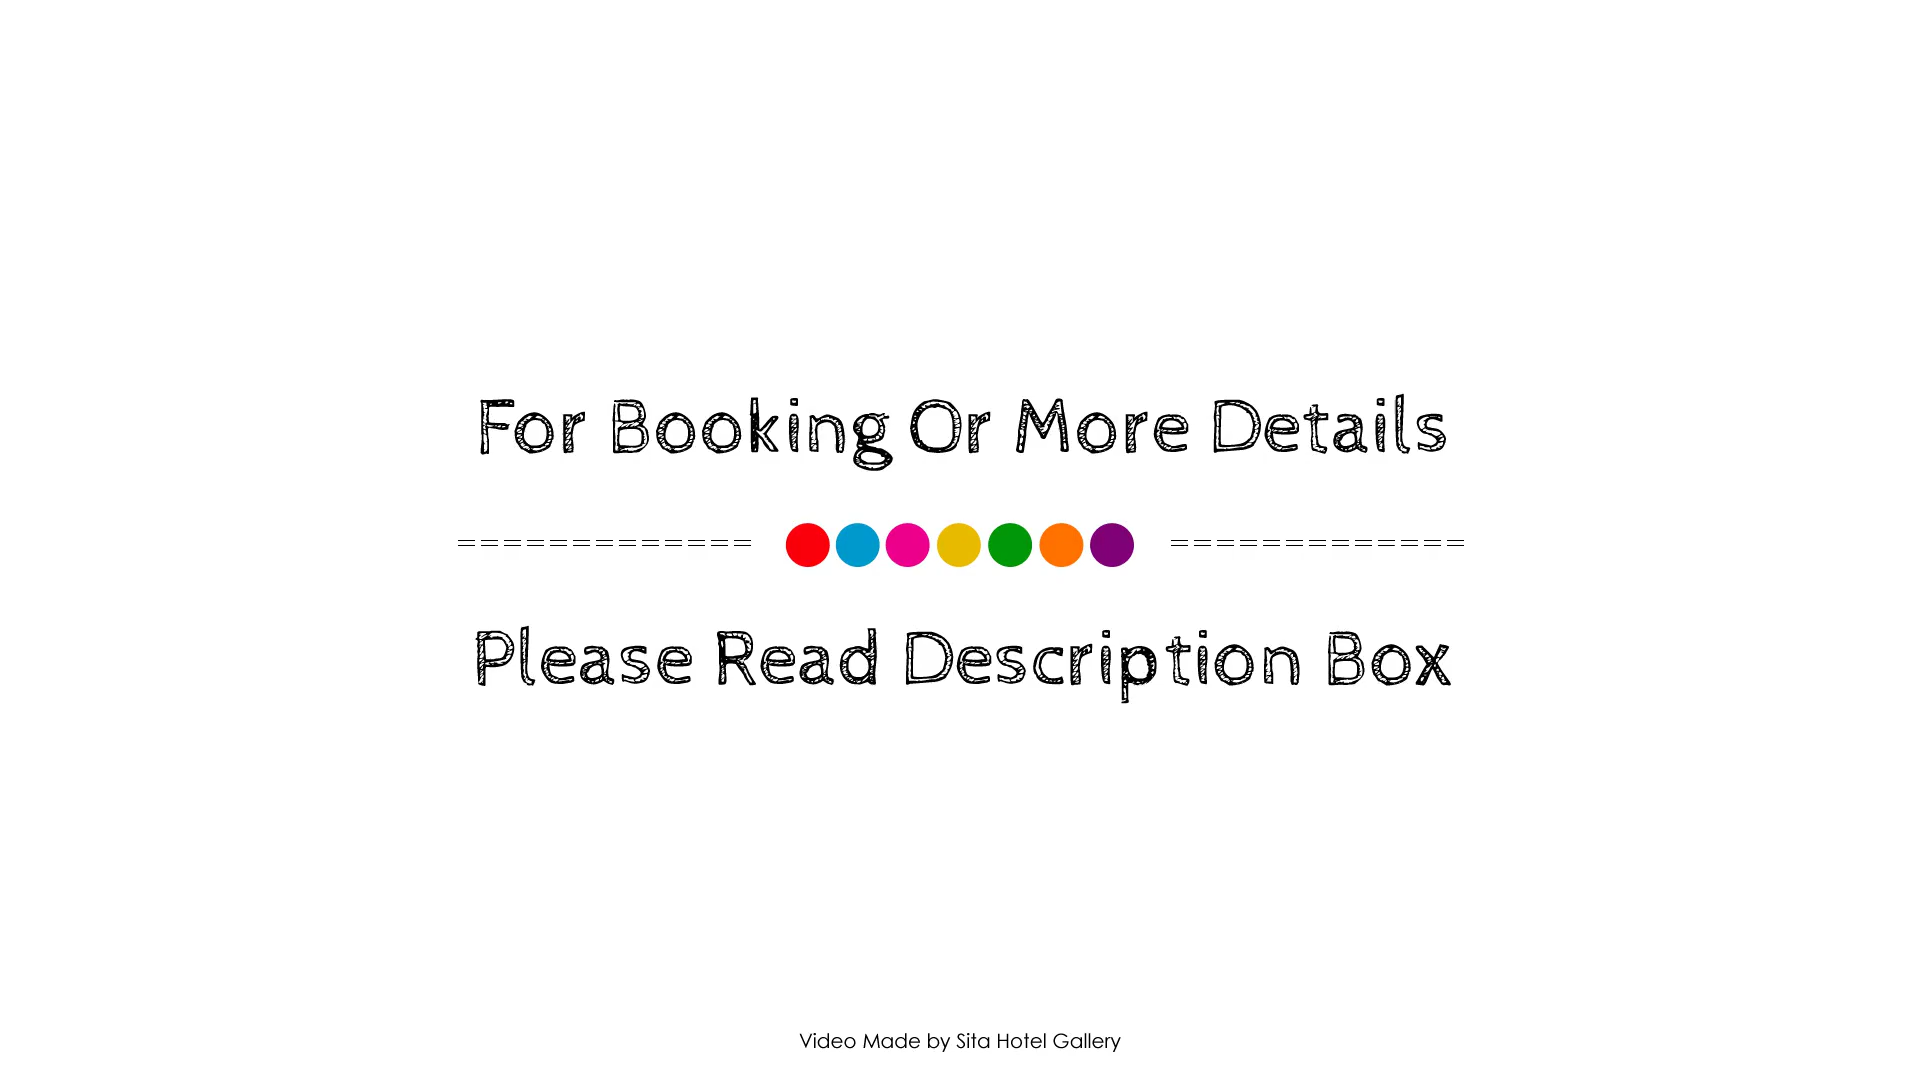 For Booking Or More Details
============= =============
Please Read Description Box
Video Made by Sita Hotel Gallery